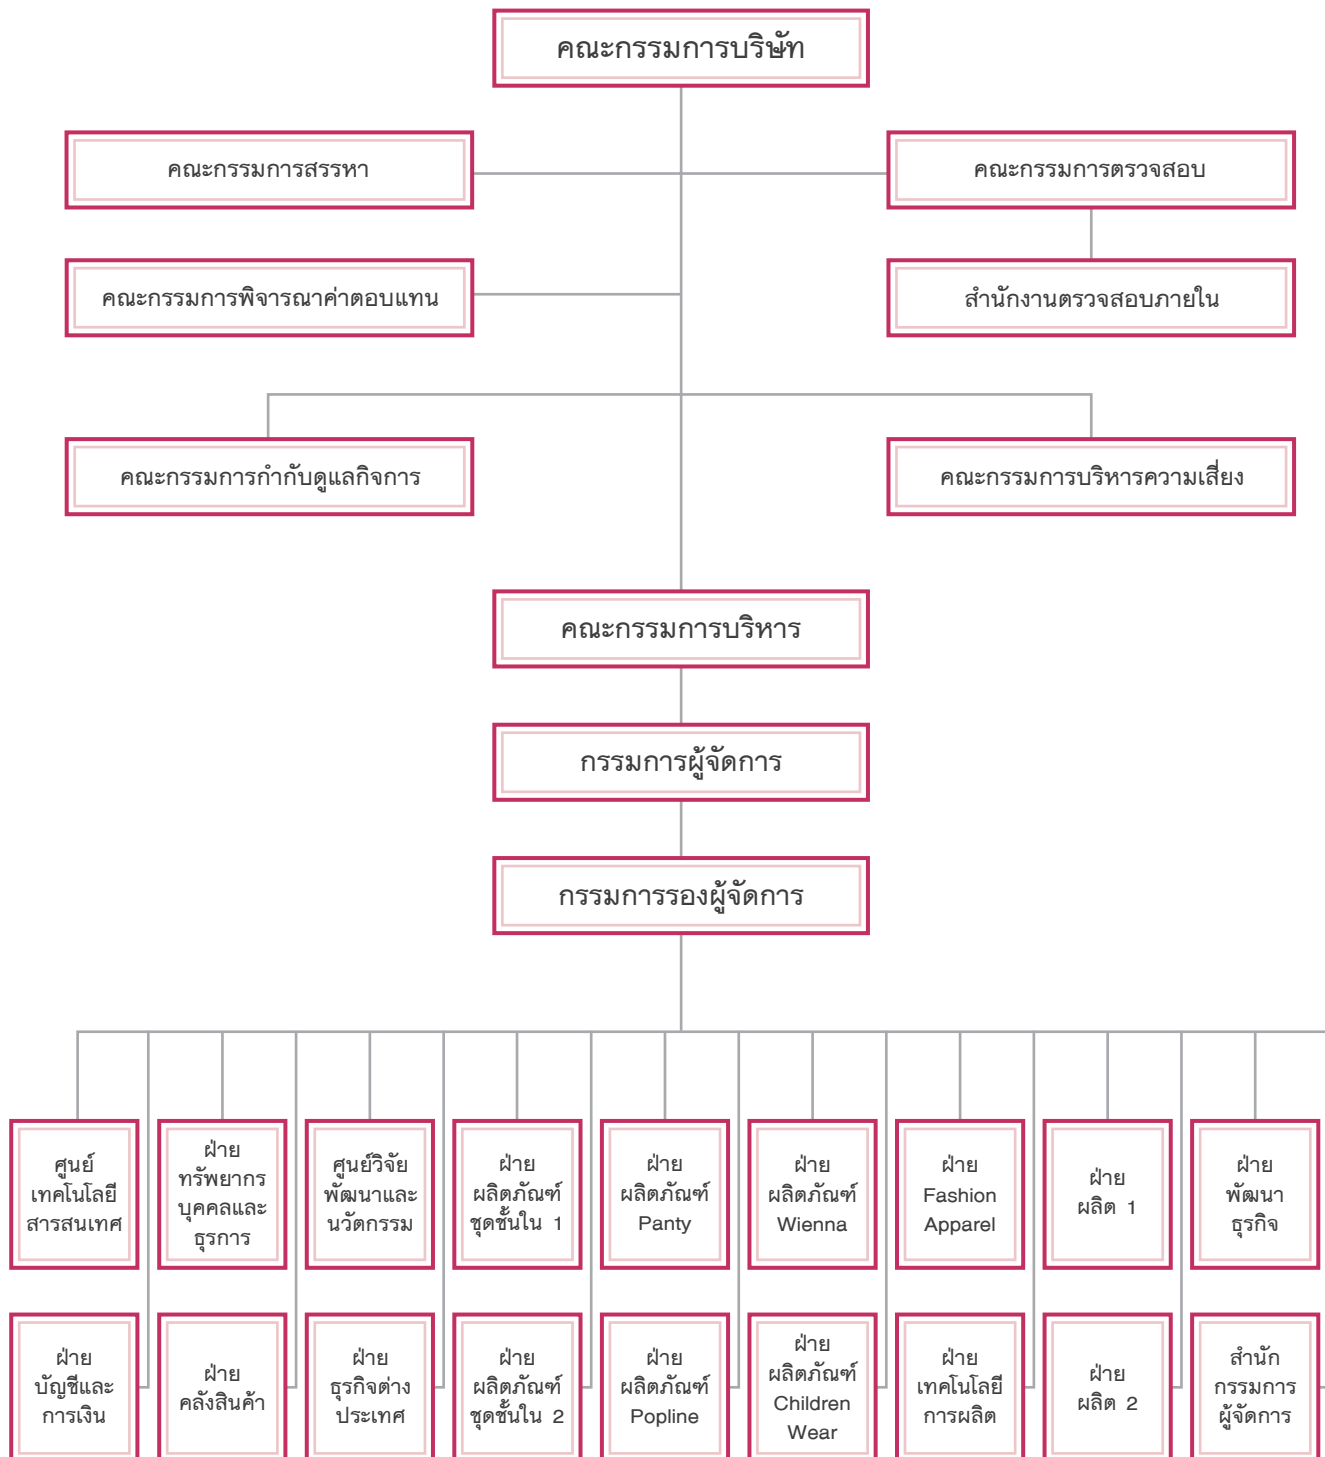 คณะกรรมการบริษัท
คณะกรรมการสรรหา
คณะกรรมการตรวจสอบ
คณะกรรมการพิจารณาค่าตอบแทน
สำนักงานตรวจสอบภายใน
คณะกรรมการกำกับดูแลกิจการ
คณะกรรมการบริหารความเสี่ยง
คณะกรรมการบริหาร
กรรมการผู้จัดการ
กรรมการรองผู้จัดการ
ศูนย์
เทคโนโลยี
สารสนเทศ
ฝ่าย
ทรัพยากร
บุคคลและ
ธุรการ
ศูนย์วิจัย
พัฒนาและ
นวัตกรรม
ฝ่าย
ผลิตภัณฑ์
ชุดชั้นใน 1
ฝ่าย
ผลิตภัณฑ์
Panty
ฝ่าย
ผลิตภัณฑ์
Wienna
ฝ่าย
Fashion
Apparel
ฝ่าย
ผลิต 1
ฝ่าย
พัฒนา
ธุรกิจ
ฝ่าย
บัญชีและ
การเงิน
ฝ่าย
คลังสินค้า
ฝ่าย
ธุรกิจต่าง
ประเทศ
ฝ่าย
ผลิตภัณฑ์
ชุดชั้นใน 2
ฝ่าย
ผลิตภัณฑ์
Popline
ฝ่าย
ผลิตภัณฑ์
Children
Wear
ฝ่าย
เทคโนโลยี
การผลิต
ฝ่าย
ผลิต 2
สำนัก
กรรมการ
ผู้จัดการ